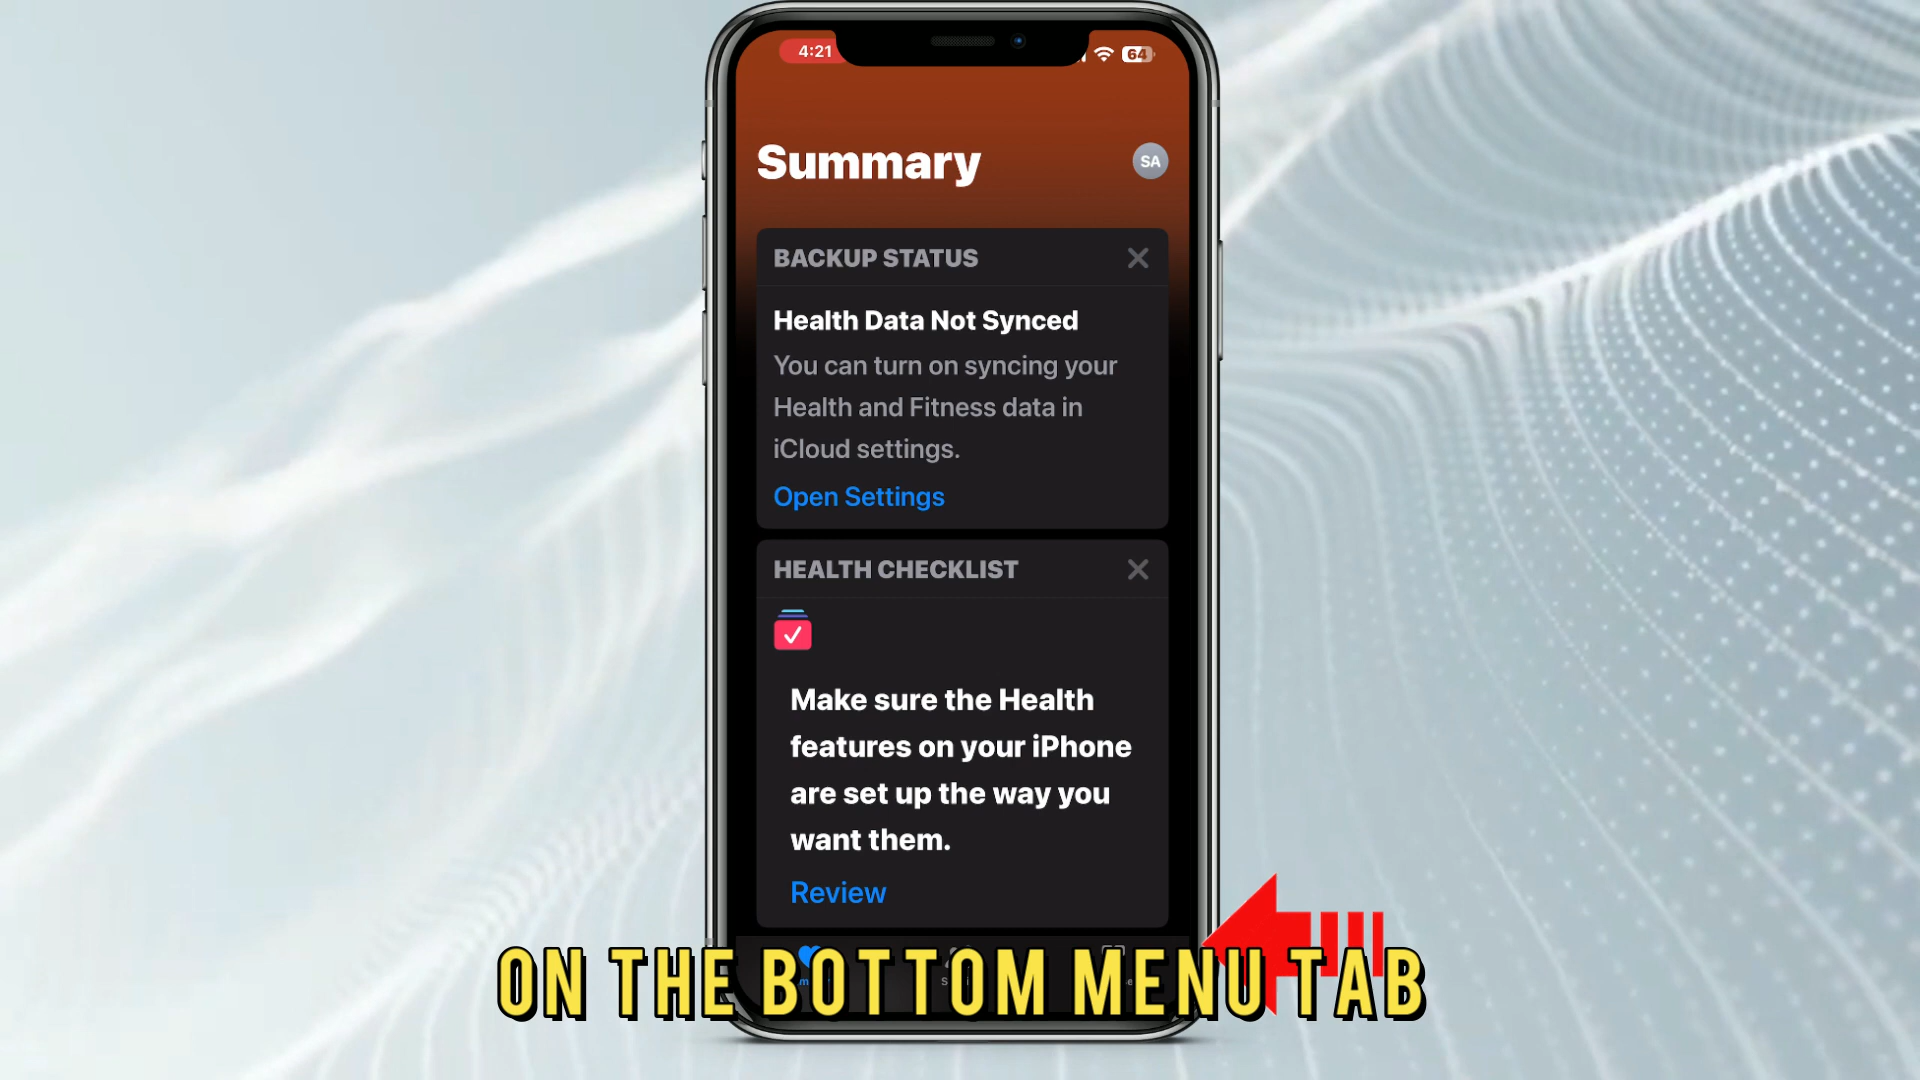 4:21
64
Summary
SA
BACKUP STATUS
Health Data Not Synced
You can turn on syncing your
Health and Fitness data in
iCloud settings.
Open Settings
HEALTH CHECKLIST
Make sure the Health
features on your iPhone
are set up the way you
want them.
Review
ON THE BOTTOM MENU TAB